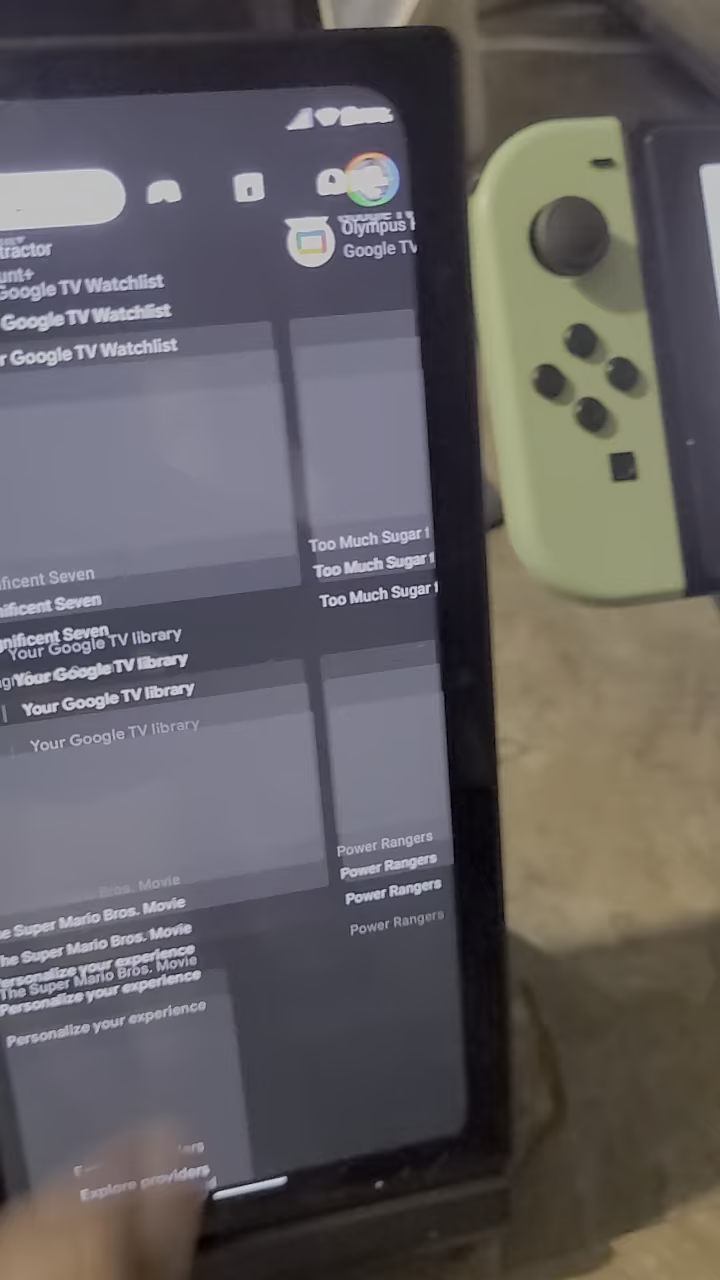 tractor
Olympus
Google TV
unt+
Google TV Watchlist
Google TV Watchlist
r Google TV Watchlist
Too Much Sugar f
Too Much Sugar f
Too Much Sugar f
ificent Seven
nificent Seven
gnificent Seven
Your Google TV library
Your Google TV library
Your Google TV library
Your Google TV library
Power Rangers
Power Rangers
Power Rangers
Power Rangers
Bros. Movie
e Super Mario Bros. Movie
The Super Mario Bros. Movie
Personalize your experience
The Super Mario Bros. Movie
Personalize your experience
Personalize your experience
Explore providers